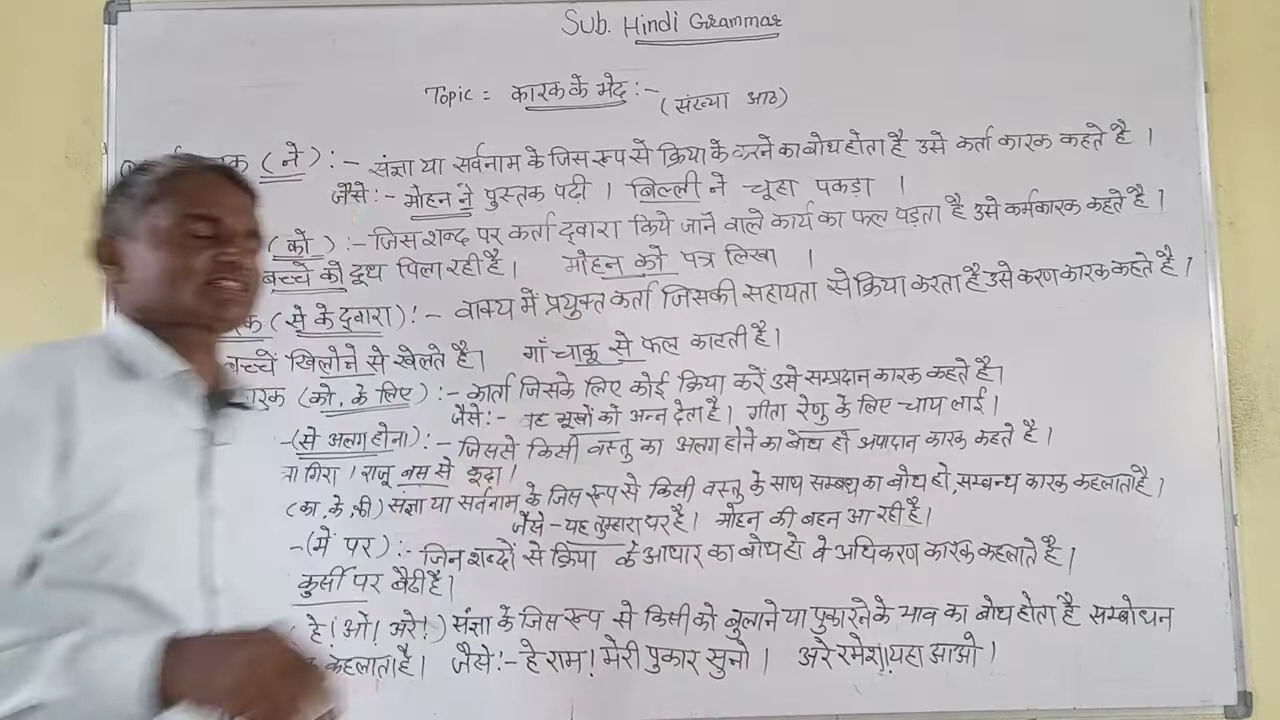 Sub. Hindi Grammar
Topic = कारक के भेद :-
(संख्या आठ)
(ने) :- संज्ञा या सर्वनाम के जिस रूप से क्रिया के करने का बोध होता है उसे कर्ता कारक कहते है ।
जैसे :- मोहन ने पुस्तक पढ़ी । बिल्ली ने चूहा पकड़ा ।
(को) :- जिस शब्द पर कर्ता द्वारा किये जाने वाले कार्य का फल पड़ता है उसे कर्मकारक कहते है ।
बच्चे को दूध पिला रही है । मोहन को पत्र लिखा ।
(से के द्वारा) :- वाक्य में प्रयुक्त कर्ता जिसकी सहायता से क्रिया करता है उसे करण कारक कहते है ।
बच्चें खिलोने से खेलते है । माँ चाकू से फल काटती है ।
(को, के लिए) :- कर्ता जिसके लिए कोई क्रिया करें उसे सम्प्रदान कारक कहते है ।
जैसे :- वह भूखों को अन्न देता है । गीता रेणु के लिए चाय लाई ।
(से अलग होना) :- जिससे किसी वस्तु का अलग होने का बोध हो अपादान कारक कहते है ।
गिरा । राजू बस से कूदा ।
(का, के, की) संज्ञा या सर्वनाम के जिस रूप से किसी वस्तु के साथ सम्बन्ध का बोध हो, सम्बन्ध कारक कहलाता है ।
जैसे - यह तुम्हारा घर है । मोहन की बहन आ रही है ।
- (में पर) :- जिन शब्दों से क्रिया के आधार का बोध हो वे अधिकरण कारक कहलाते है ।
कुर्सी पर बैठी है ।
हे! ओ! अरे!) संज्ञा के जिस रूप से किसी को बुलाने या पुकारने के भाव का बोध होता है सम्बोधन
कहलाता है । जैसे :- हे राम! मेरी पुकार सुनो । अरे रमेश! यहा आओ ।